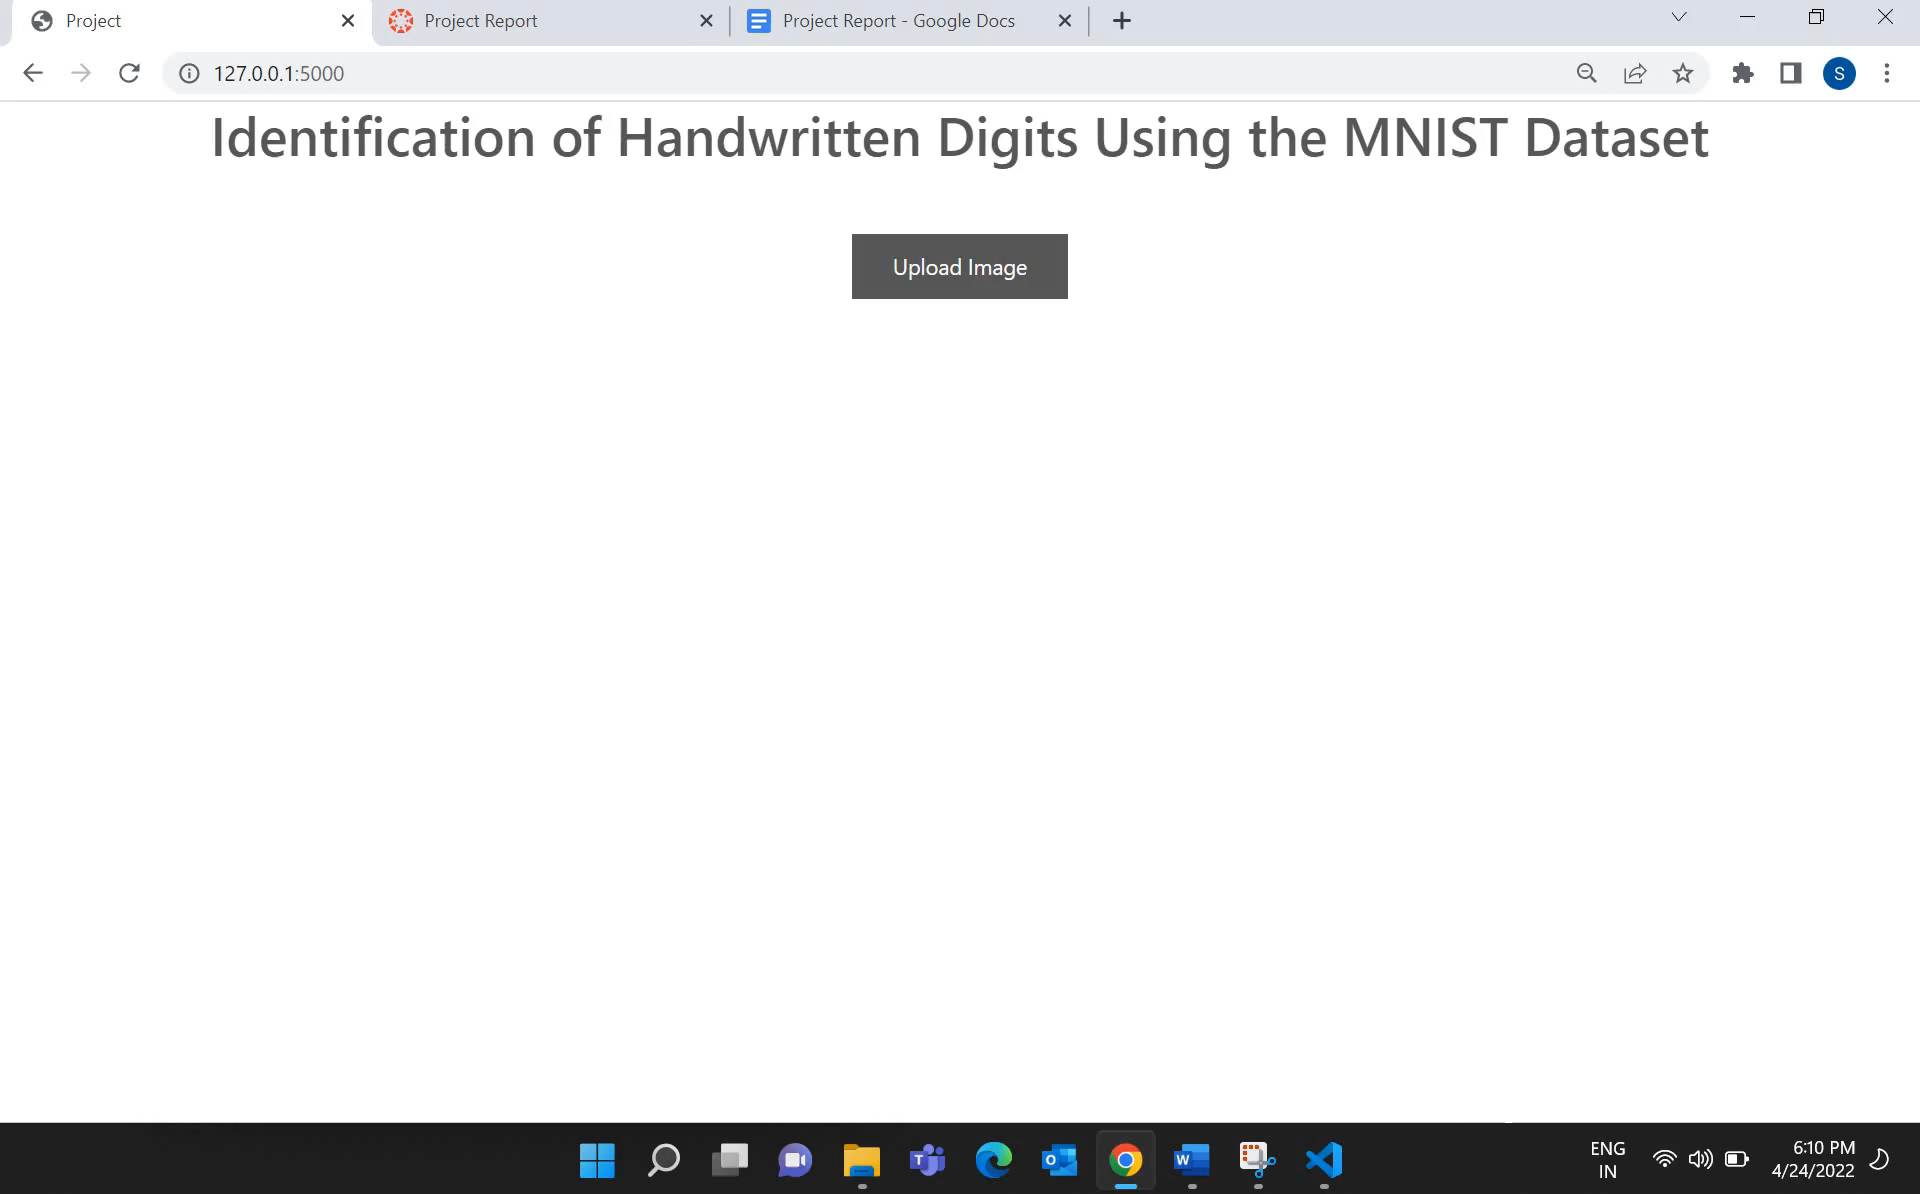 Project
Project Report
Project Report - Google Docs
127.0.0.1:5000
S
Identification of Handwritten Digits Using the MNIST Dataset
Upload Image
ENG
IN
6:10 PM
4/24/2022